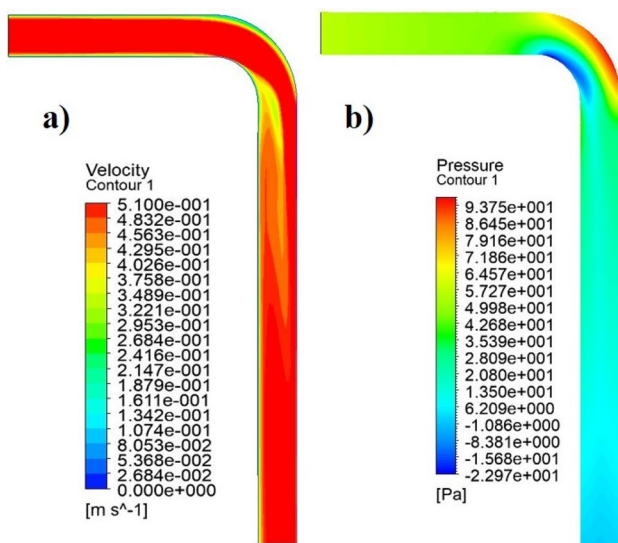 a)
Velocity
Contour 1
5.100e-001
4.832e-001
4.563e-001
4.295e-001
4.026e-001
3.758e-001
3.489e-001
3.221e-001
2.953e-001
2.684e-001
2.416e-001
2.147e-001
1.879e-001
1.611e-001
1.342e-001
1.074e-001
8.053e-002
5.368e-002
2.684e-002
0.000e+000
[m s^-1]
b)
Pressure
Contour 1
9.375e+001
8.645e+001
7.916e+001
7.186e+001
6.457e+001
5.727e+001
4.998e+001
4.268e+001
3.539e+001
2.809e+001
2.080e+001
1.350e+001
6.209e+000
-1.086e+000
-8.381e+000
-1.568e+001
-2.297e+001
[Pa]